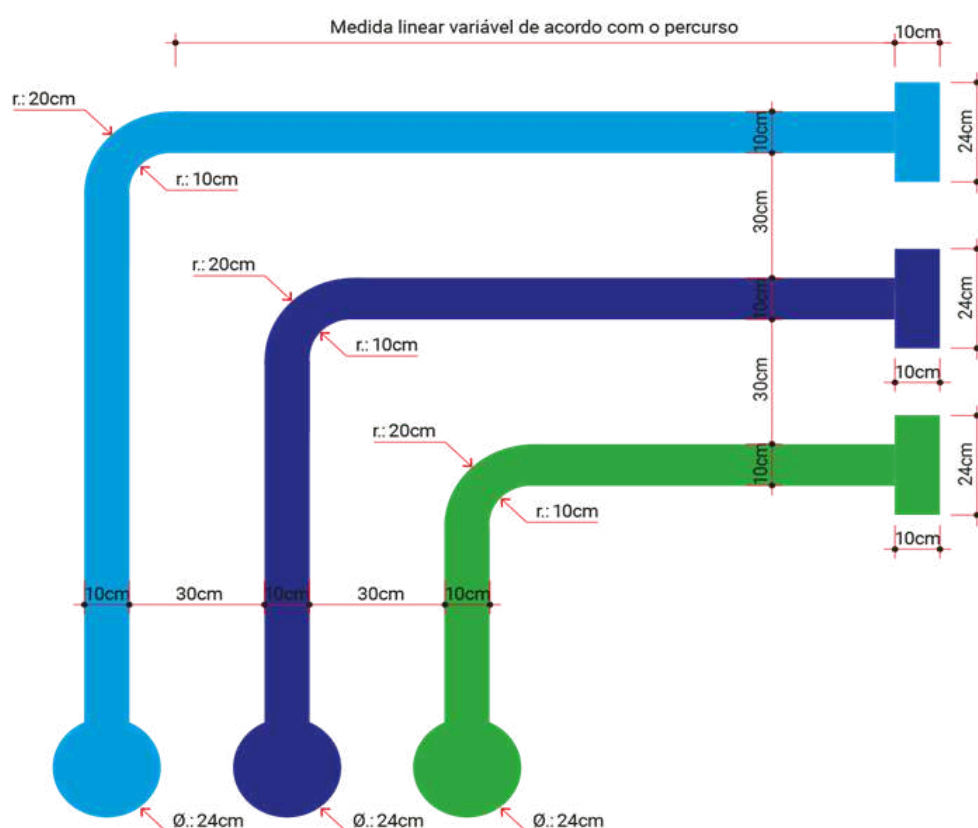 Medida linear variável de acordo com o percurso
10cm
r.: 20cm
10cm
24cm
r.: 10cm
30cm
r.: 20cm
10cm
24cm
r.: 10cm
10cm
30cm
r.: 20cm
10cm
24cm
r.: 10cm
10cm
10cm
30cm
10cm
30cm
10cm
Ø.: 24cm
Ø.: 24cm
Ø.: 24cm